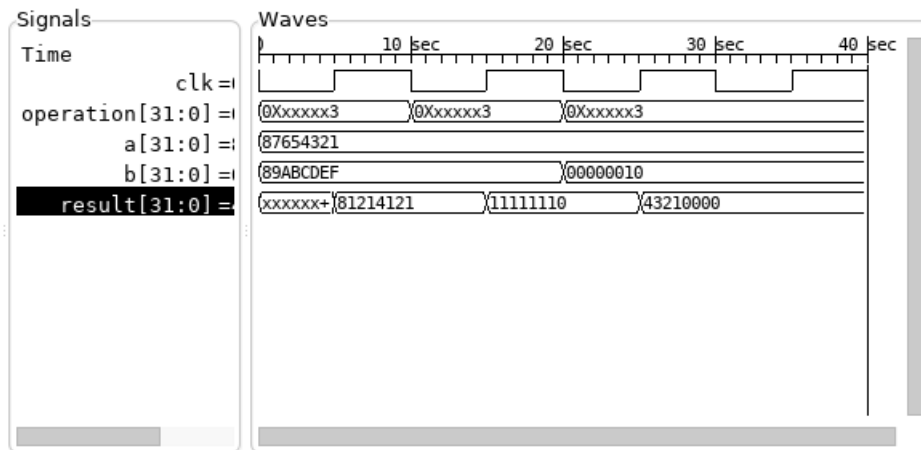 Signals
Waves
Time
10 sec 20 sec 30 sec 40 sec
clk =
operation[31:0] = 0Xxxxxx3 0Xxxxxx3 0Xxxxxx3
a[31:0] = 87654321
b[31:0] = 89ABCDEF 00000010
result[31:0] = xxxxxx+ 81214121 11111110 43210000